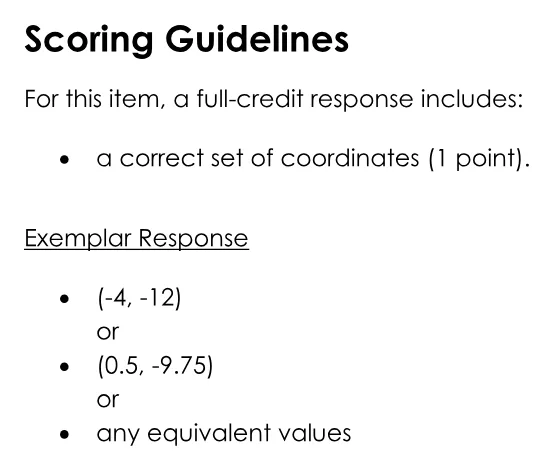 Scoring Guidelines
For this item, a full-credit response includes:
• a correct set of coordinates (1 point).
Exemplar Response
• (-4, -12)
or
• (0.5, -9.75)
or
• any equivalent values